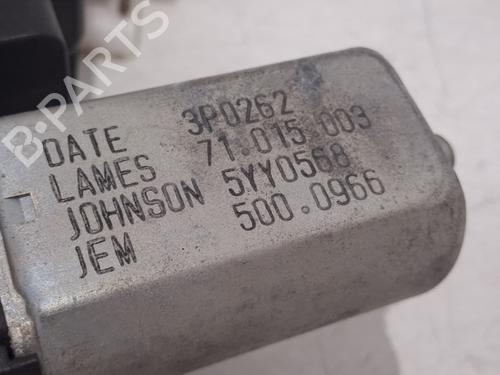 B-PARTS
DATE 3P0262
LAMES 71.015.003
JOHNSON 5YY0568
JEM 500.0966